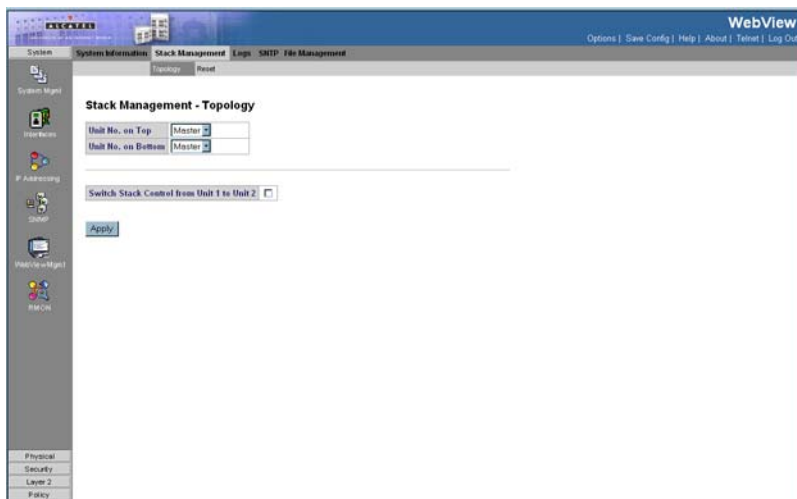 ALCATEL
WebView
Options | Save Config | Help | About | Telnet | Log Out
System
System Information Stack Management Logs SNTP File Management
Topology Reset
System Mgmt
Interfaces
IP Addressing
SNMP
WebView Mgmt
RMON
Stack Management - Topology
Unit No. on Top Master
Unit No. on Bottom Master
Switch Stack Control from Unit 1 to Unit 2
Apply
Physical
Security
Layer 2
Policy